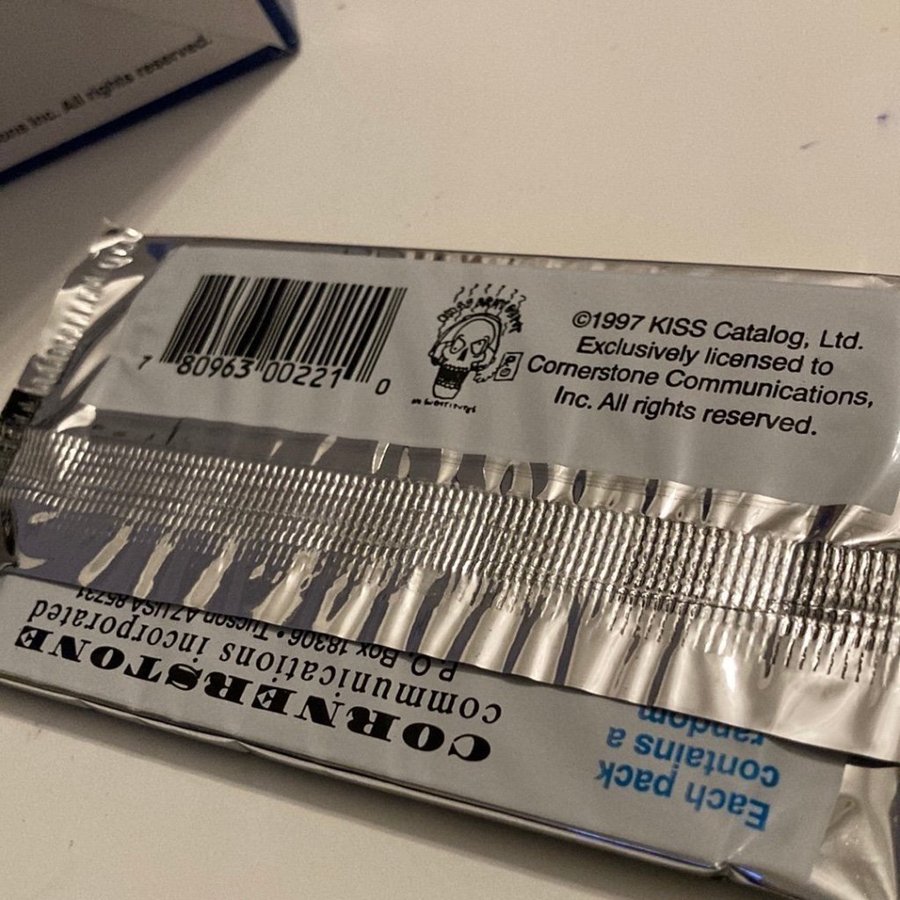 ons Inc. All rights reserved.
7 80963 00221 0
©1997 KISS Catalog, Ltd.
Exclusively licensed to
Cornerstone Communications,
Inc. All rights reserved.
Each pack
contains a
random
CORNERSTONE
communications incorporated
P.O. Box 18306 • Tucson AZ USA 85731